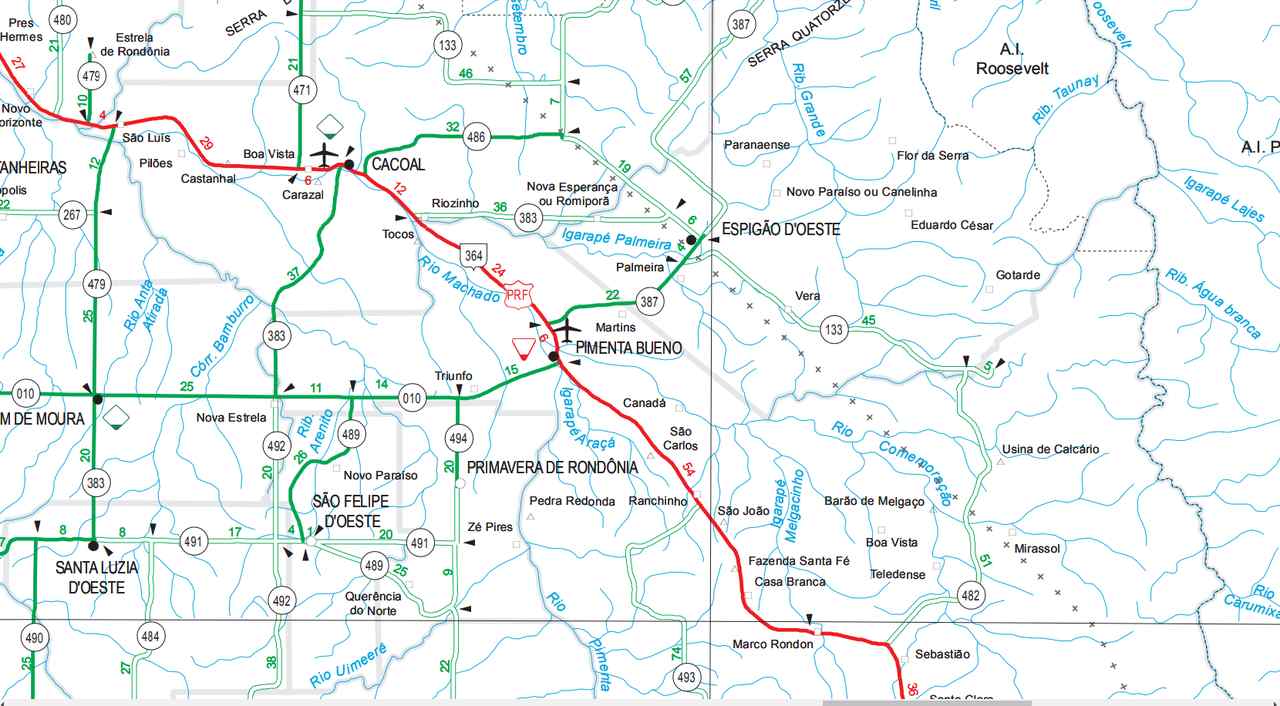 Pres
Hermes
480
Estrela
de Rondônia
SERRA
133
387
SERRA QUATORZE
A.I.
Roosevelt
oosevelt
27
479
10
4
21
471
46
7
57
Rib. Grande
Rib. Taunay
Novo
orizonte
São Luís
29
Boa Vista
32
486
Paranaense
Flor da Serra
A.I. P
TANHEIRAS
opolis
12
Pilões
Castanhal
6
Carazal
CACOAL
12
19
Nova Esperança
ou Romiporã
Novo Paraíso ou Canelinha
Igarapé Lajes
22
267
Riozinho
36
383
6
Eduardo César
Tocos
Igarapé Palmeira
4
ESPIGÃO D'OESTE
364
24
Palmeira
Gotarde
Rio Machado
37
479
Rio Anta
Atirada
PRF
22
387
Vera
Rib. Água branca
25
Córr. Bamburro
383
6
Martins
133
45
PIMENTA BUENO
5
15
Triunfo
010
25
11
14
010
M DE MOURA
Nova Estrela
Rib.
Arenito
489
494
Igarapé Araçá
Canadá
São
Carlos
Rio Comemoração
Usina de Calcário
20
383
492
20
26
Novo Paraíso
20
PRIMAVERA DE RONDÔNIA
54
SÃO FELIPE
D'OESTE
Pedra Redonda
Ranchinho
São João
Igarapé
Melgacinho
Barão de Melgaço
7
8
8
491
17
4
1
20
491
Zé Pires
Boa Vista
Mirassol
SANTA LUZIA
D'OESTE
489
25
9
Fazenda Santa Fé
Teledense
51
Casa Branca
482
492
Querência
do Norte
Rio Pimenta
Rio
Carumixa
490
484
Marco Rondon
Sebastião
25
27
38
Rio Uimeeré
22
74
493
36